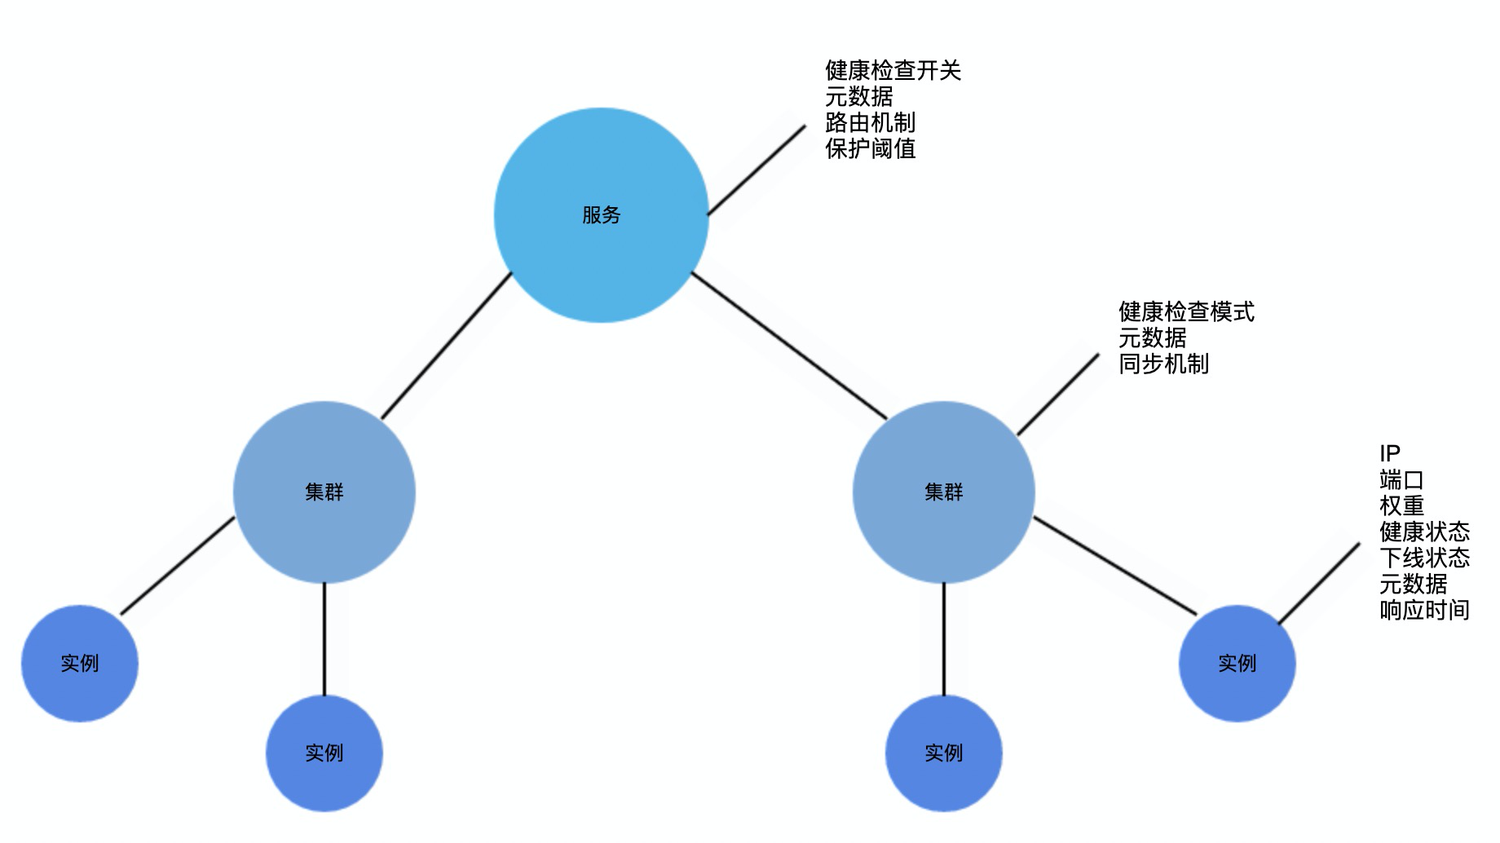 健康检查开关
元数据
路由机制
保护阈值
服务
健康检查模式
元数据
同步机制
集群
集群
IP
端口
权重
健康状态
下线状态
元数据
响应时间
实例
实例
实例
实例